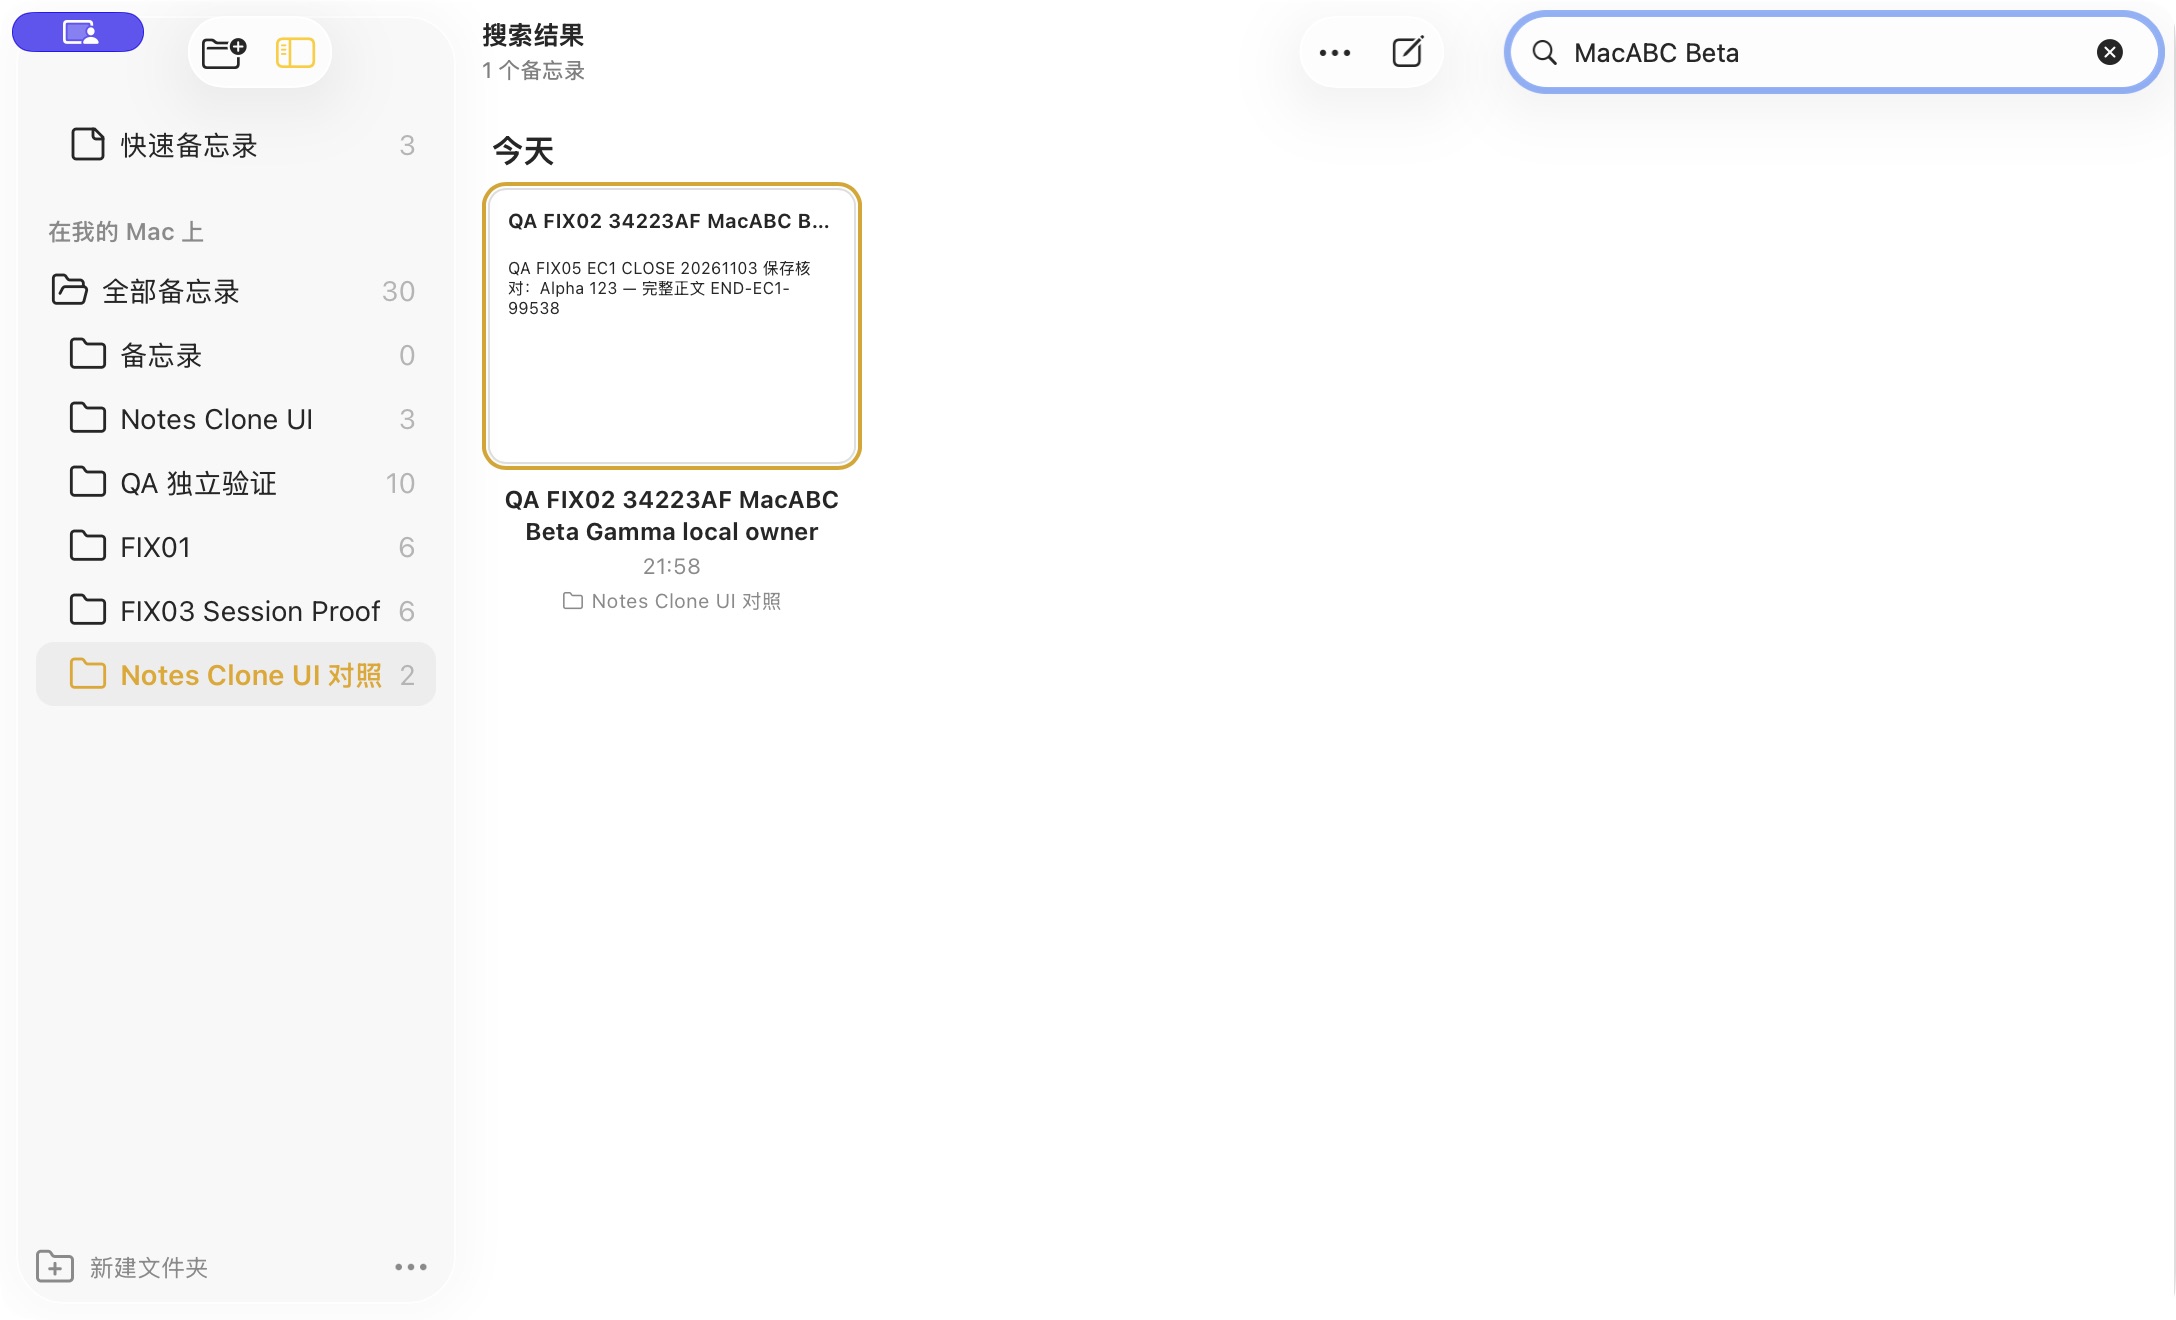 搜索结果
1 个备忘录
MacABC Beta
快速备忘录 3
在我的 Mac 上
全部备忘录 30
备忘录 0
Notes Clone UI 3
QA 独立验证 10
FIX01 6
FIX03 Session Proof 6
Notes Clone UI 对照 2
新建文件夹
今天
QA FIX02 34223AF MacABC B...
QA FIX05 EC1 CLOSE 20261103 保存核
对：Alpha 123 — 完整正文 END-EC1-
99538
QA FIX02 34223AF MacABC
Beta Gamma local owner
21:58
Notes Clone UI 对照